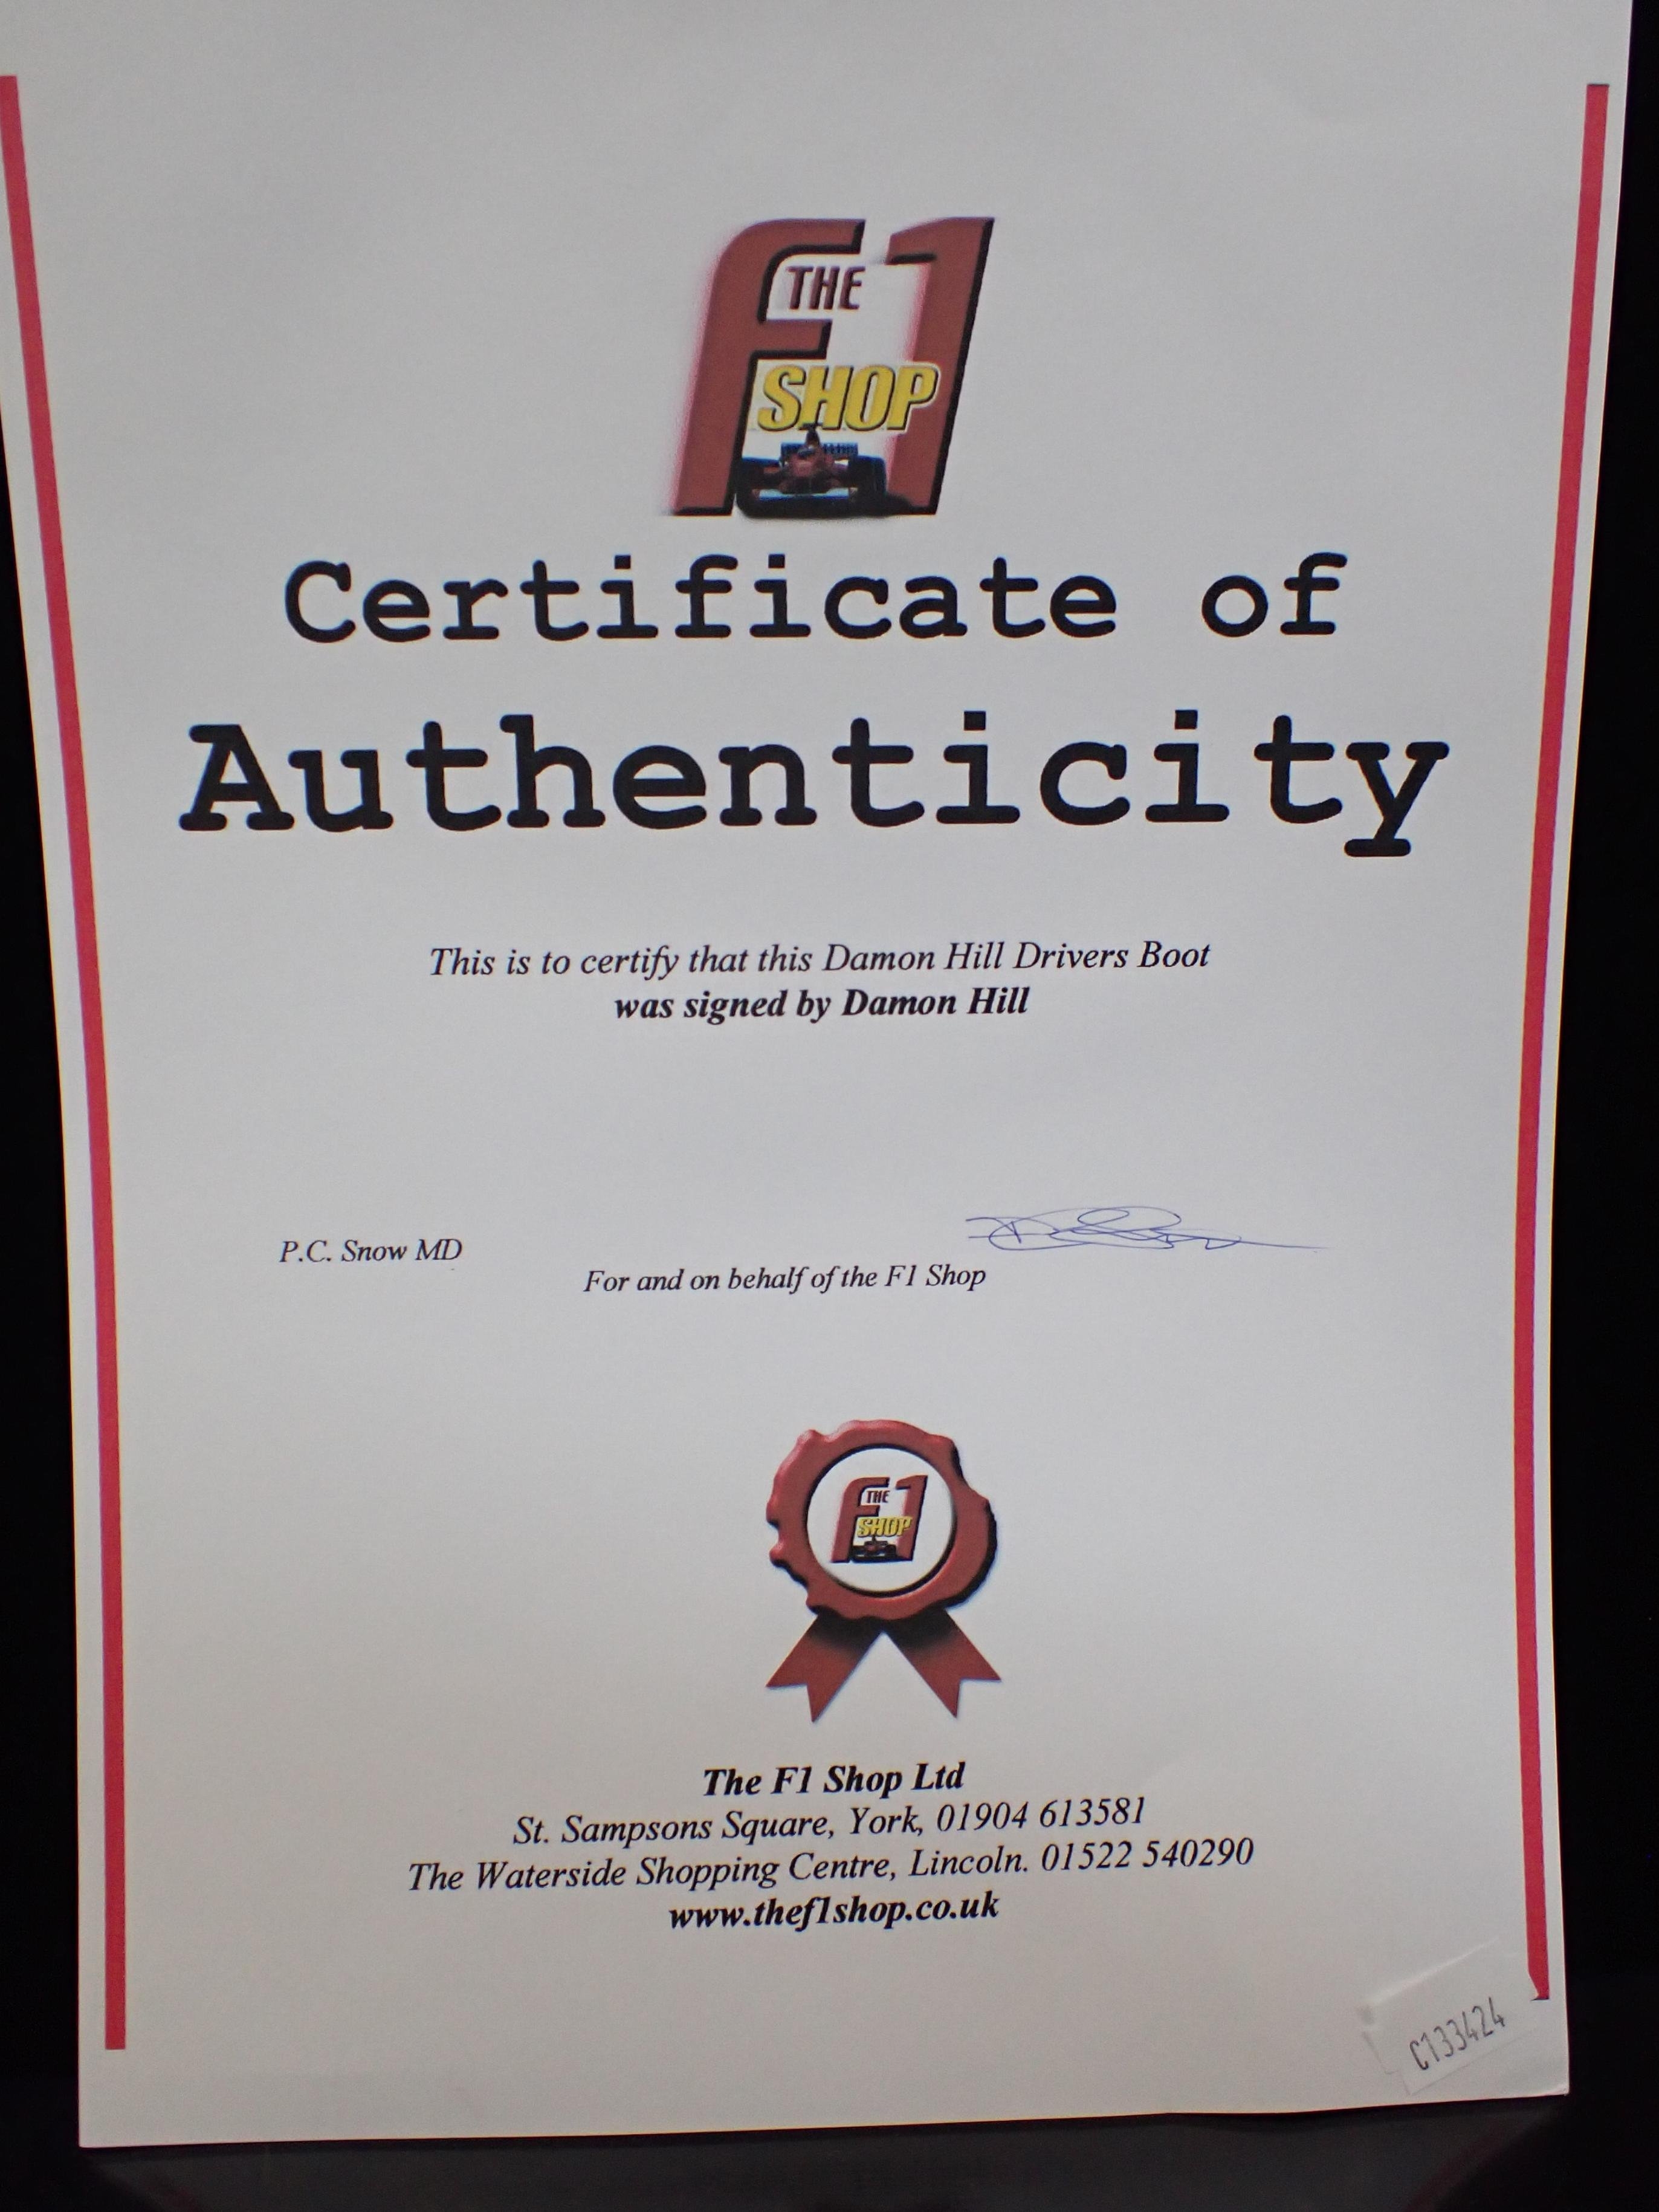 THE F1 SHOP
Certificate of
Authenticity
This is to certify that this Damon Hill Drivers Boot
was signed by Damon Hill
P.C. Snow MD
For and on behalf of the F1 Shop
THE F1 SHOP
The F1 Shop Ltd
St. Sampsons Square, York, 01904 613581
The Waterside Shopping Centre, Lincoln. 01522 540290
www.thef1shop.co.uk
C133424